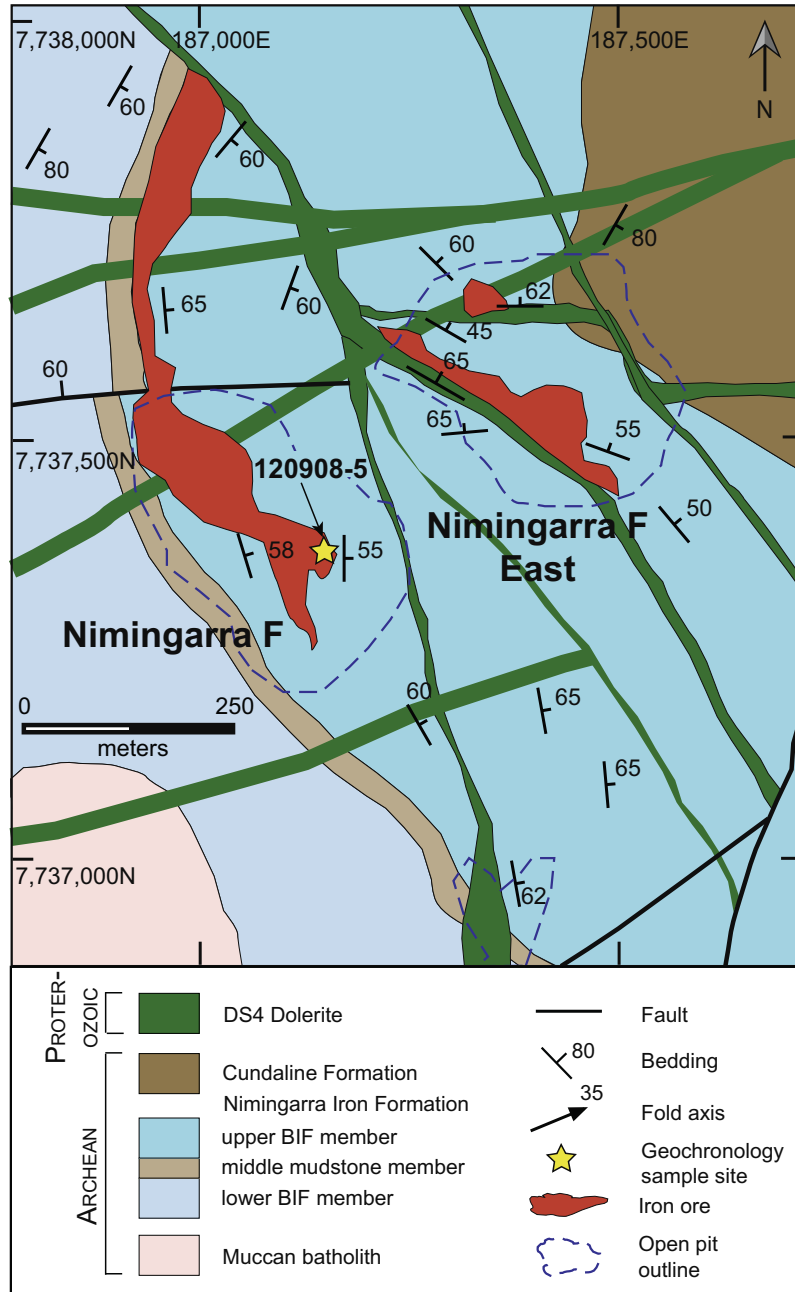 7,738,000N
187,000E
187,500E
N
60
80
60
60
80
65
60
62
45
65
60
65
55
7,737,500N
120908-5
50
58
55
Nimingarra F
East
Nimingarra F
0
250
meters
60
65
65
7,737,000N
62
PROTER-
OZOIC
DS4 Dolerite
Fault
80
Bedding
ARCHEAN
Cundaline Formation
35
Nimingarra Iron Formation
Fold axis
upper BIF member
Geochronology
sample site
middle mudstone member
lower BIF member
Iron ore
Muccan batholith
Open pit
outline